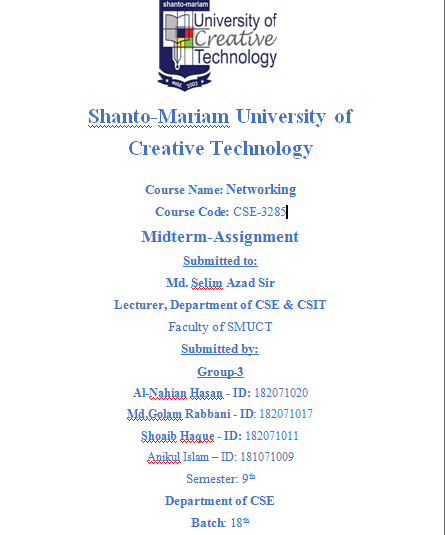 shanto-mariam
University of
Creative
Technology
estd. 2003
Shanto-Mariam University of
Creative Technology
Course Name: Networking
Course Code: CSE-3285
Midterm-Assignment
Submitted to:
Md. Selim Azad Sir
Lecturer, Department of CSE & CSIT
Faculty of SMUCT
Submitted by:
Group-3
Al-Nahian Hasan - ID: 182071020
Md.Golam Rabbani - ID: 182071017
Shoaib Haque - ID: 182071011
Anikul Islam – ID: 181071009
Semester: 9th
Department of CSE
Batch: 18th